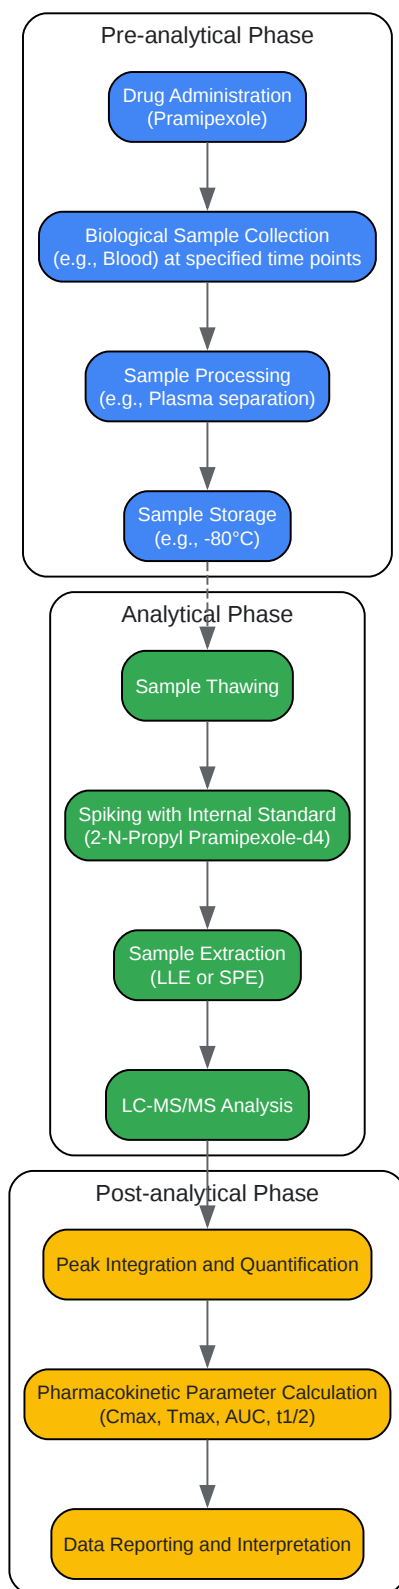 Pre-analytical Phase
Drug Administration
(Pramipexole)
Biological Sample Collection
(e.g., Blood) at specified time points
Sample Processing
(e.g., Plasma separation)
Sample Storage
(e.g., -80°C)
Analytical Phase
Sample Thawing
Spiking with Internal Standard
(2-N-Propyl Pramipexole-d4)
Sample Extraction
(LLE or SPE)
LC-MS/MS Analysis
Post-analytical Phase
Peak Integration and Quantification
Pharmacokinetic Parameter Calculation
(Cmax, Tmax, AUC, t1/2)
Data Reporting and Interpretation